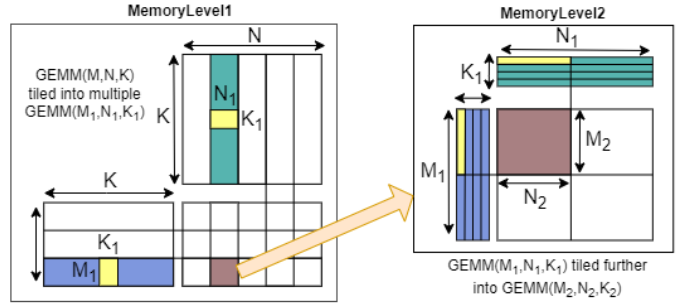 MemoryLevel1
N
GEMM(M,N,K)
tiled into multiple
GEMM(M₁,N₁,K₁)
K
N₁
K₁
K
K₁
M₁
MemoryLevel2
N₁
K₁
M₁
M₂
N₂
GEMM(M₁,N₁,K₁) tiled further
into GEMM(M₂,N₂,K₂)